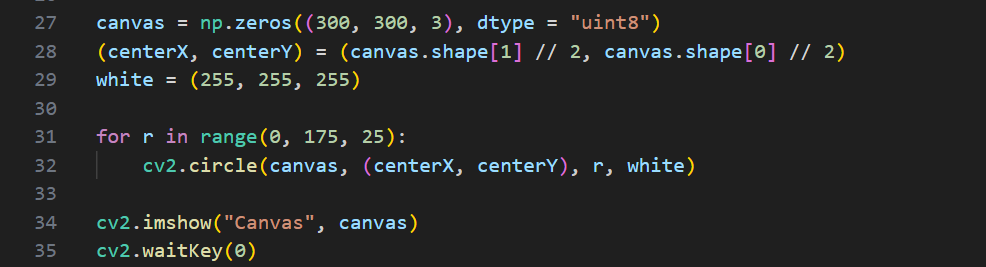 27 canvas = np.zeros((300, 300, 3), dtype = "uint8")
28 (centerX, centerY) = (canvas.shape[1] // 2, canvas.shape[0] // 2)
29 white = (255, 255, 255)
30
31 for r in range(0, 175, 25):
32     cv2.circle(canvas, (centerX, centerY), r, white)
33
34 cv2.imshow("Canvas", canvas)
35 cv2.waitKey(0)